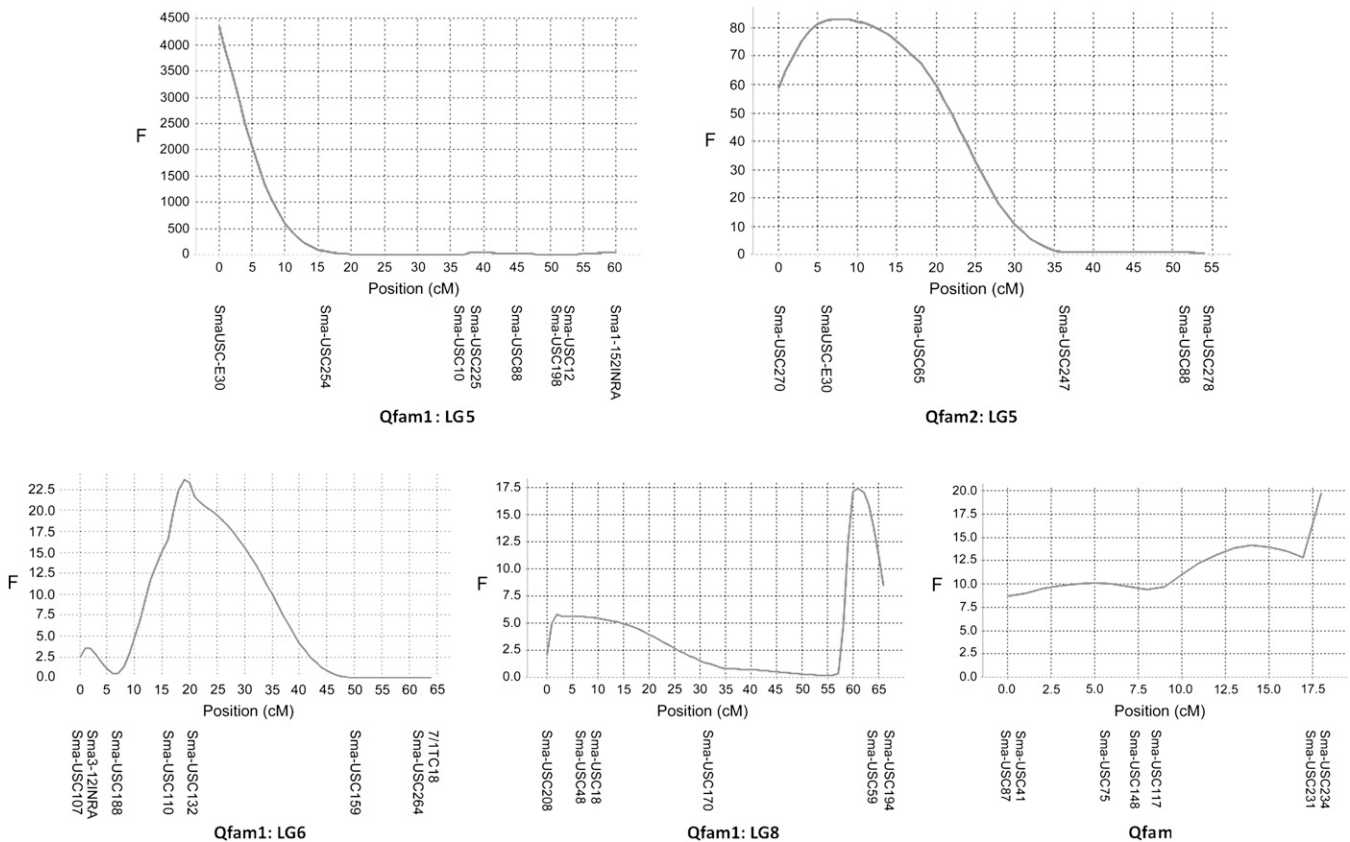 4500
4000
3500
3000
2500
2000
1500
1000
500
0
F
0 5 10 15 20 25 30 35 40 45 50 55 60
Position (cM)
SmaUSC-E30
Sma-USC254
Sma-USC10
Sma-USC225
Sma-USC88
Sma-USC198
Sma-USC12
Sma1-152INRA
Qfam1: LG5
80
70
60
50
40
30
20
10
0
F
0 5 10 15 20 25 30 35 40 45 50 55
Position (cM)
Sma-USC270
SmaUSC-E30
Sma-USC65
Sma-USC247
Sma-USC88
Sma-USC278
Qfam2: LG5
22.5
20.0
17.5
15.0
12.5
10.0
7.5
5.0
2.5
0.0
F
0 5 10 15 20 25 30 35 40 45 50 55 60 65
Position (cM)
Sma-USC107
Sma3-12INRA
Sma-USC188
Sma-USC110
Sma-USC132
Sma-USC159
Sma-USC264
7/1TC18
Qfam1: LG6
17.5
15.0
12.5
10.0
7.5
5.0
2.5
0.0
F
0 5 10 15 20 25 30 35 40 45 50 55 60 65
Position (cM)
Sma-USC208
Sma-USC48
Sma-USC18
Sma-USC170
Sma-USC59
Sma-USC194
Qfam1: LG8
20.0
17.5
15.0
12.5
10.0
7.5
5.0
2.5
0.0
F
0.0 2.5 5.0 7.5 10.0 12.5 15.0 17.5
Position (cM)
Sma-USC87
Sma-USC41
Sma-USC75
Sma-USC148
Sma-USC117
Sma-USC231
Sma-USC234
Qfam